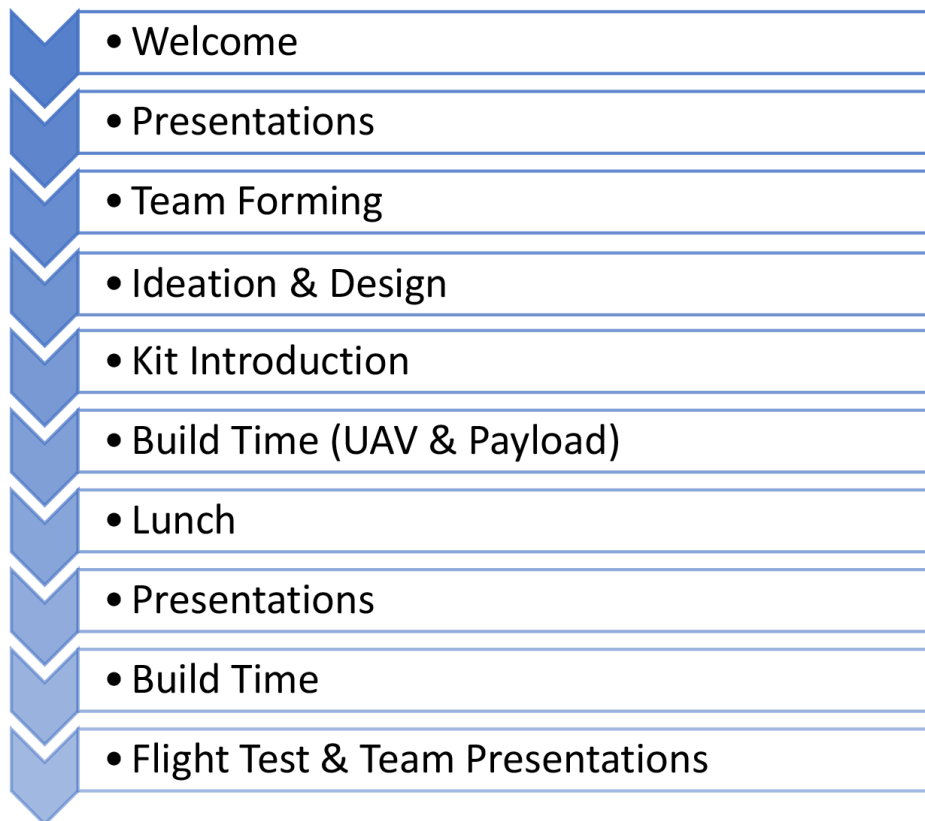 • Welcome
• Presentations
• Team Forming
• Ideation & Design
• Kit Introduction
• Build Time (UAV & Payload)
• Lunch
• Presentations
• Build Time
• Flight Test & Team Presentations